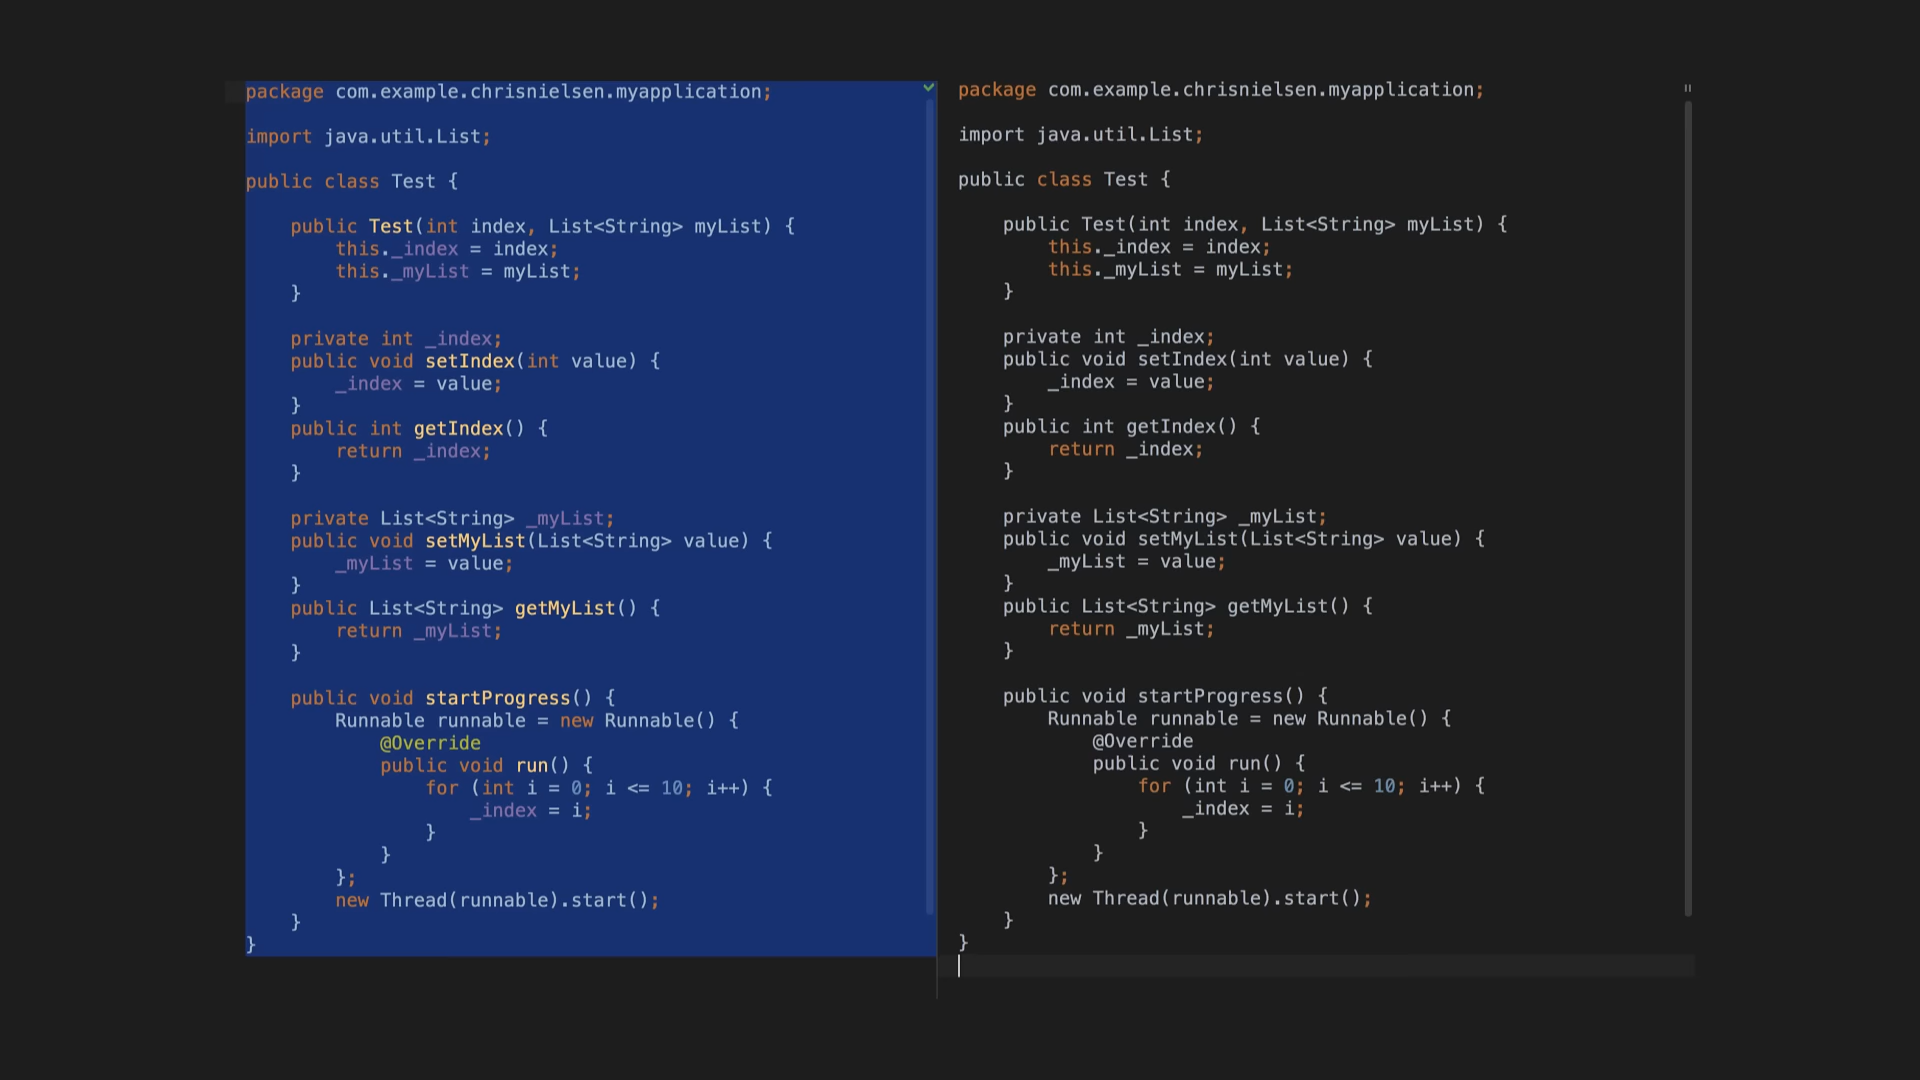 package com.example.chrisnielsen.myapplication;
import java.util.List;
public class Test {
public Test(int index, List<String> myList) {
this._index = index;
this._myList = myList;
}
private int _index;
public void setIndex(int value) {
_index = value;
}
public int getIndex() {
return _index;
}
private List<String> _myList;
public void setMyList(List<String> value) {
_myList = value;
}
public List<String> getMyList() {
return _myList;
}
public void startProgress() {
Runnable runnable = new Runnable() {
@Override
public void run() {
for (int i = 0; i <= 10; i++) {
_index = i;
}
}
};
new Thread(runnable).start();
}
}
package com.example.chrisnielsen.myapplication;
import java.util.List;
public class Test {
public Test(int index, List<String> myList) {
this._index = index;
this._myList = myList;
}
private int _index;
public void setIndex(int value) {
_index = value;
}
public int getIndex() {
return _index;
}
private List<String> _myList;
public void setMyList(List<String> value) {
_myList = value;
}
public List<String> getMyList() {
return _myList;
}
public void startProgress() {
Runnable runnable = new Runnable() {
@Override
public void run() {
for (int i = 0; i <= 10; i++) {
_index = i;
}
}
};
new Thread(runnable).start();
}
}